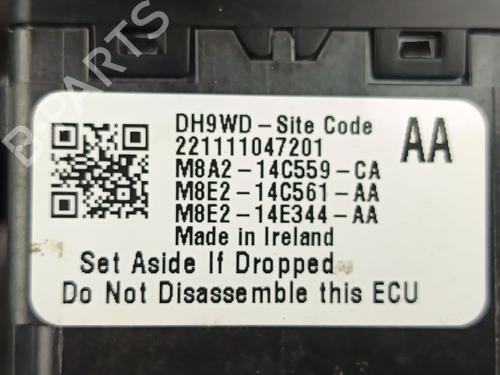 DH9WD-Site Code
221111047201
M8A2-14C559-CA
M8E2-14C561-AA
M8E2-14E344-AA
Made in Ireland
AA
Set Aside If Dropped
Do Not Disassemble this ECU
B PARTS